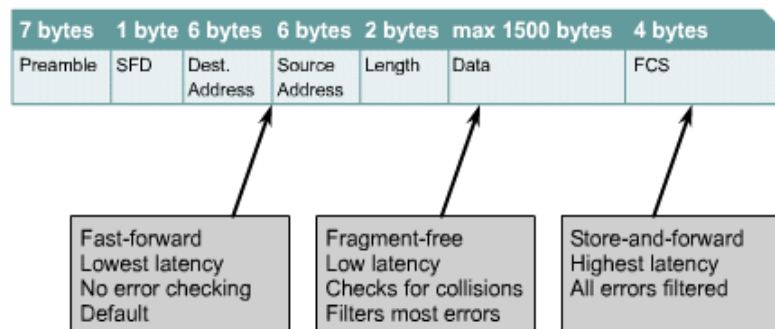 7 bytes 1 byte 6 bytes 6 bytes 2 bytes max 1500 bytes 4 bytes
Preamble SFD Dest. Source Length Data FCS
Address Address
Fast-forward
Lowest latency
No error checking
Default
Fragment-free
Low latency
Checks for collisions
Filters most errors
Store-and-forward
Highest latency
All errors filtered